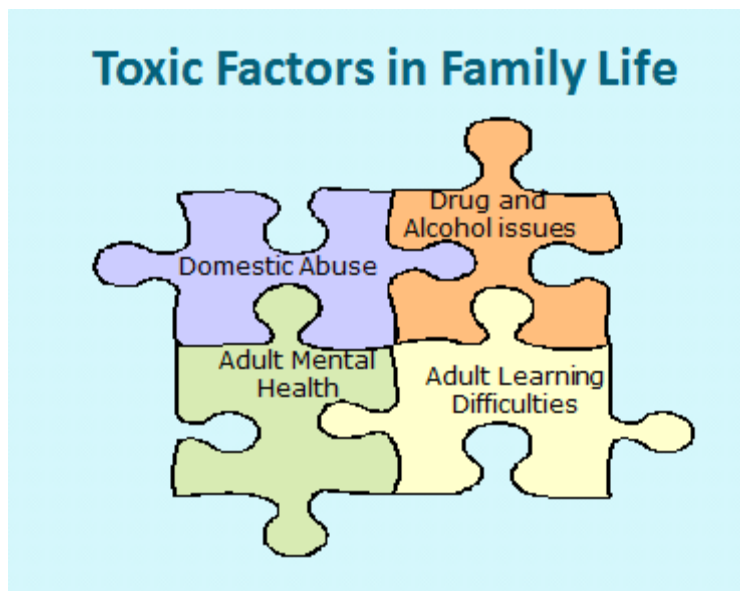 Toxic Factors in Family Life
Drug and
Alcohol issues
Domestic Abuse
Adult Mental
Health
Adult Learning
Difficulties